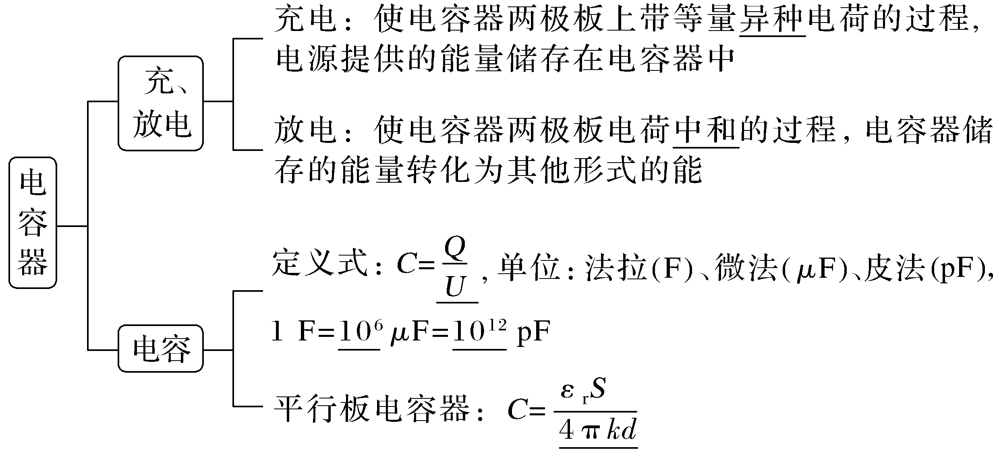 电容器
充、
放电
充电：使电容器两极板上带等量异种电荷的过程，
电源提供的能量储存在电容器中
放电：使电容器两极板电荷中和的过程，电容器储
存的能量转化为其他形式的能
电容
定义式：C=Q/U，单位：法拉(F)、微法(μF)、皮法(pF)，
1 F=10⁶ μF=10¹² pF
平行板电容器：C=εᵣS/4πkd